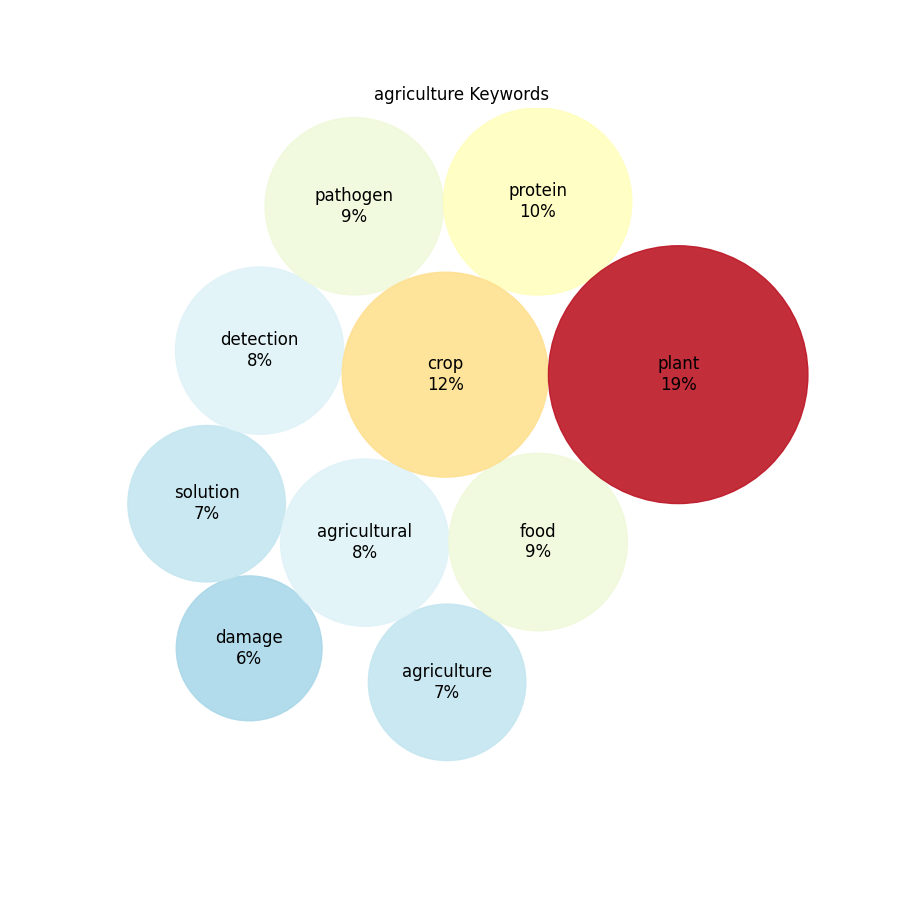 agriculture Keywords
pathogen
9%
protein
10%
detection
8%
crop
12%
plant
19%
solution
7%
agricultural
8%
food
9%
damage
6%
agriculture
7%